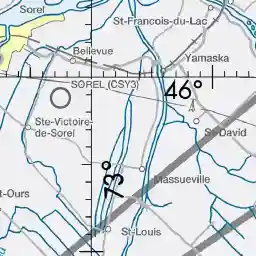 Sorel
St-Francois-du-Lac
Bellevue
Yamaska
SOREL (CSY3)
46°
Ste-Victoire-
de-Sorel
St-David
73°
Massueville
St-Ours
St-Louis